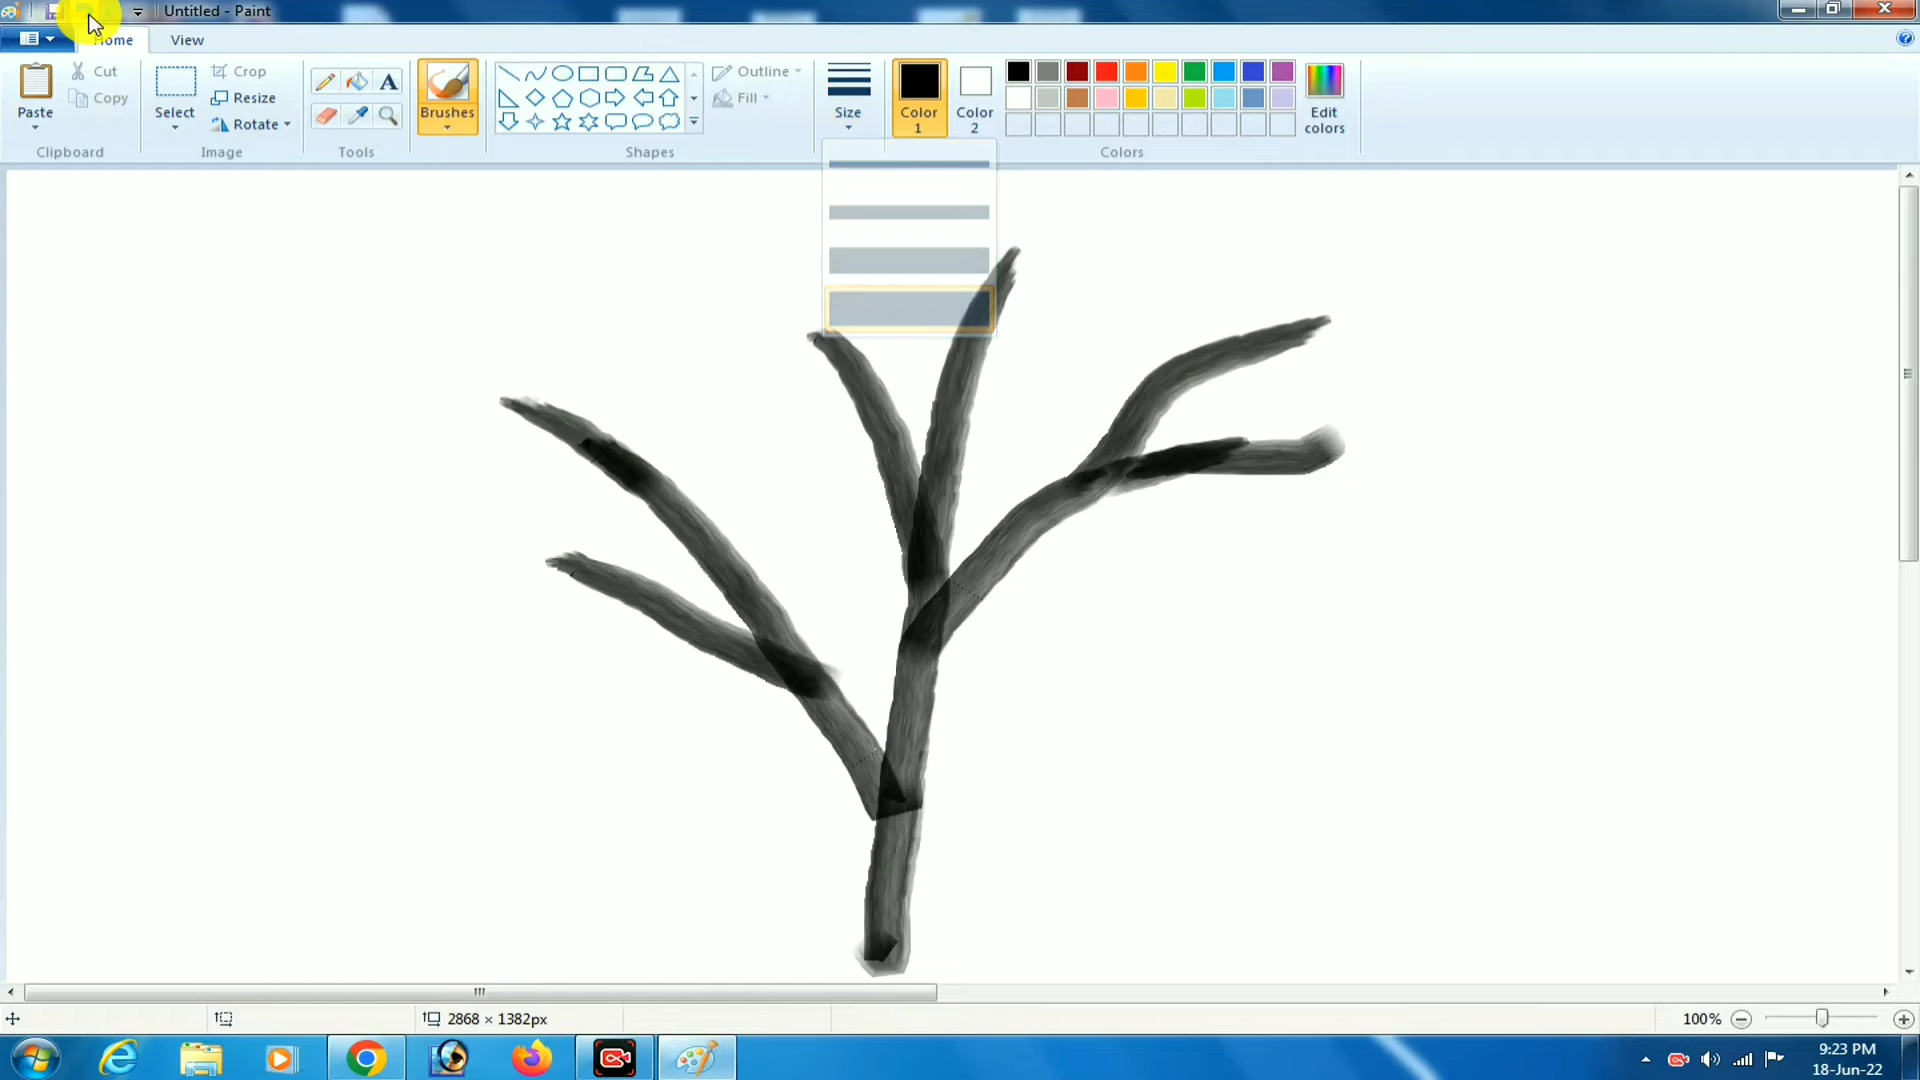 Untitled - Paint
Home
View
Paste
Cut
Copy
Clipboard
Select
Crop
Resize
Rotate
Image
A
Tools
Brushes
Shapes
Outline
Fill
Size
Color
1
Color
2
Edit
colors
Colors
2868 × 1382px
100%
9:23 PM
18-Jun-22